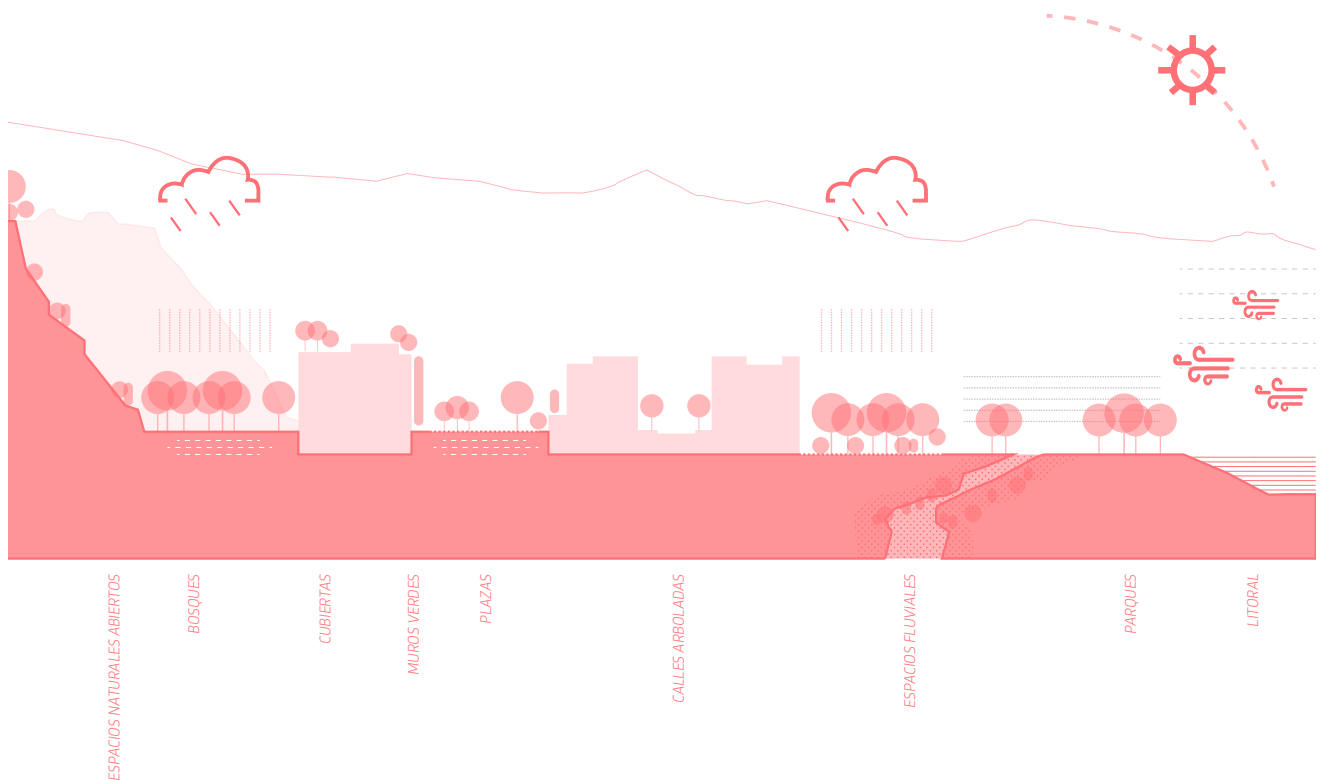 ESPACIOS NATURALES ABIERTOS
BOSQUES
CUBIERTAS
MUROS VERDES
PLAZAS
CALLES ARBOLADAS
ESPACIOS FLUVIALES
PARQUES
LITORAL